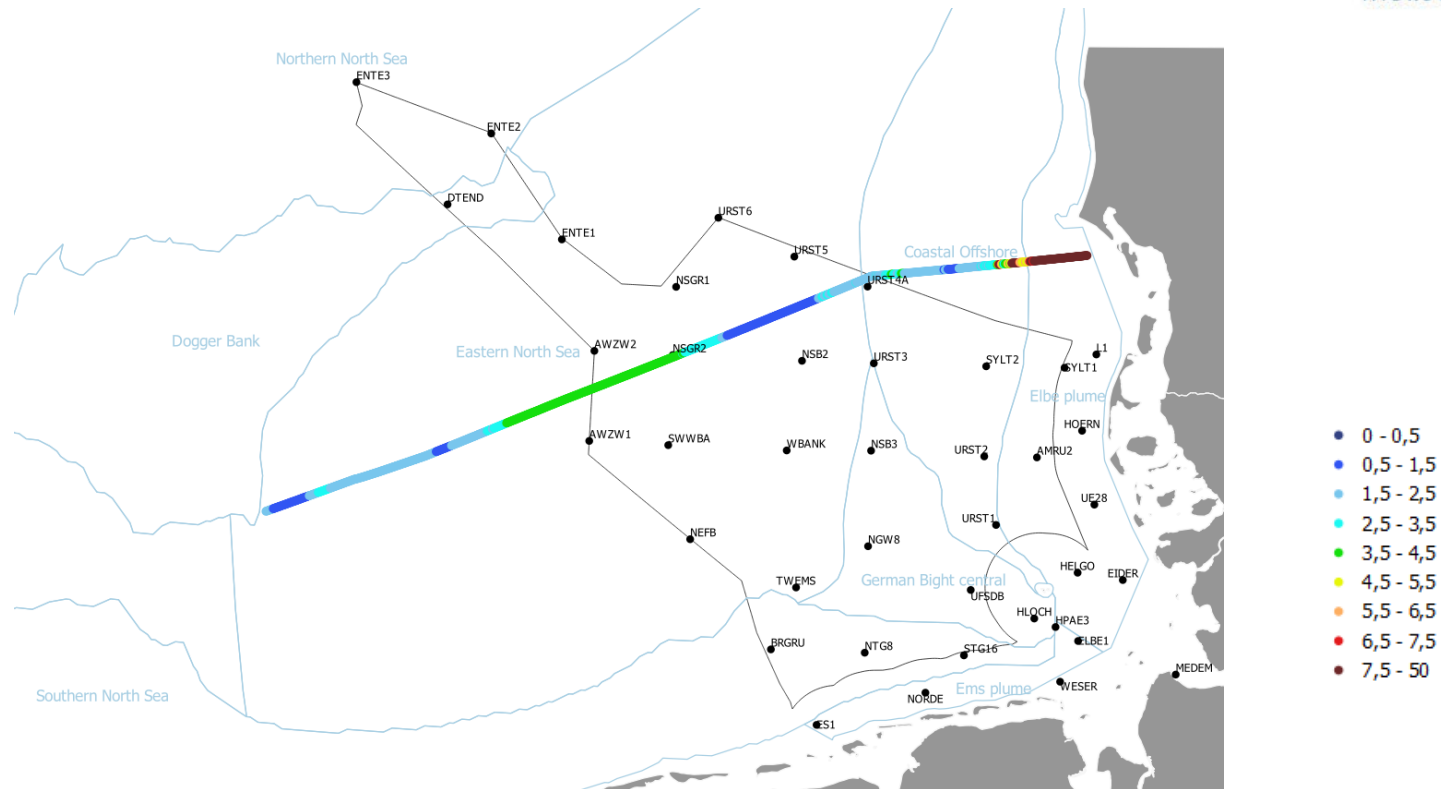 Northern North Sea
ENTE3
ENTE2
DTEND
URST6
ENTE1
URST5
Coastal Offshore
NSGR1
URST4A
Dogger Bank
AWZW2
Eastern North Sea
NSGR2
NSB2
URST3
SYLT2
L1
SYLT1
Elbe plume
HOERN
AWZW1
SWWBA
WBANK
NSB3
URST2
AMRU2
UE28
URST1
NEFB
NGW8
HELGO
EIDER
TWEMS
German Bight central
UFSDB
HLOCH
HPAE3
ELBE1
BRGRU
NTG8
STG16
MEDEM
Southern North Sea
Ems plume
WESER
NORDE
ES1
0 - 0,5
0,5 - 1,5
1,5 - 2,5
2,5 - 3,5
3,5 - 4,5
4,5 - 5,5
5,5 - 6,5
6,5 - 7,5
7,5 - 50